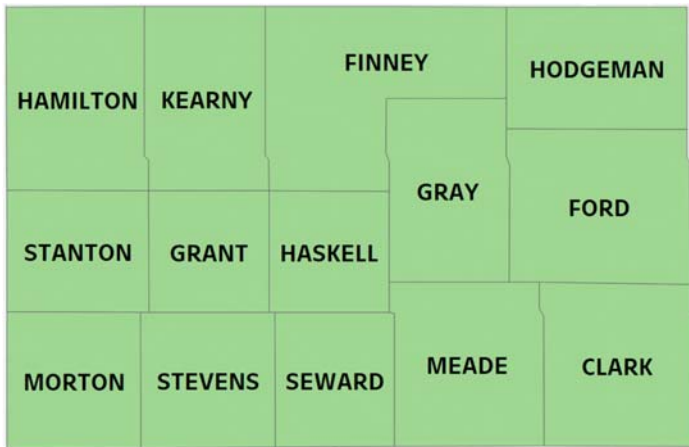 FINNEY
HODGEMAN
HAMILTON
KEARNY
GRAY
FORD
STANTON
GRANT
HASKELL
MEADE
CLARK
MORTON
STEVENS
SEWARD